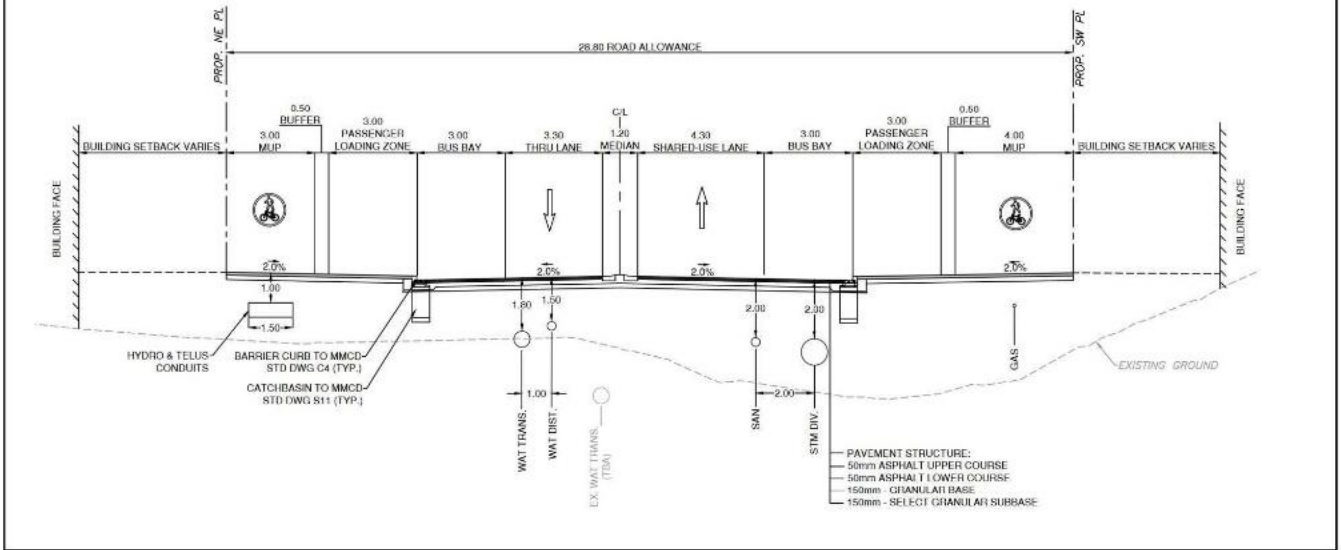 PROP. NE PL
PROP. SW PL
28.80 ROAD ALLOWANCE
BUILDING SETBACK VARIES
3.00
MUP
0.50
BUFFER
3.00
PASSENGER
LOADING ZONE
3.00
BUS BAY
3.30
THRU LANE
C/L
1.20
MEDIAN
4.30
SHARED-USE LANE
3.00
BUS BAY
3.00
PASSENGER
LOADING ZONE
0.50
BUFFER
4.00
MUP
BUILDING SETBACK VARIES
BUILDING FACE
BUILDING FACE
2.0%
2.0%
2.0%
2.0%
1.00
1.50
1.80
1.50
2.00
2.00
HYDRO & TELUS
CONDUITS
BARRIER CURB TO MMCD
STD DWG C4 (TYP.)
CATCHBASIN TO MMCD
STD DWG S11 (TYP.)
1.00
WAT TRANS.
WAT DIST.
EX. WAT TRANS.
(TBA)
2.00
SAN
STM DIV.
GAS
EXISTING GROUND
PAVEMENT STRUCTURE:
50mm ASPHALT UPPER COURSE
50mm ASPHALT LOWER COURSE
150mm - GRANULAR BASE
150mm - SELECT GRANULAR SUBBASE